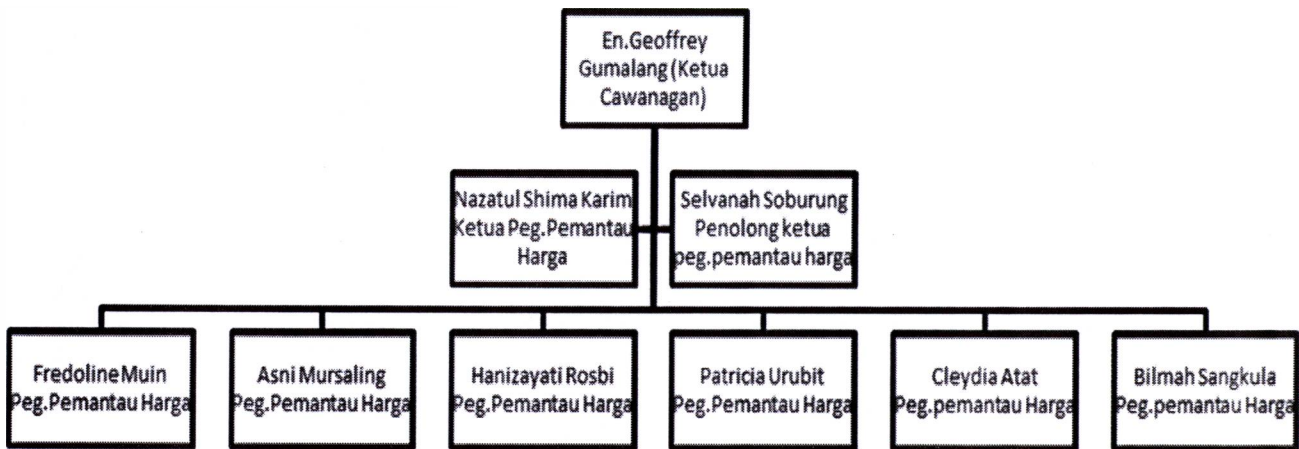 En.Geoffrey
Gumalang (Ketua
Cawanagan)
Nazatul Shima Karim
Ketua Peg.Pemantau
Harga
Selvanah Soburung
Penolong ketua
peg.pemantau harga
Fredoline Muin
Peg.Pemantau Harga
Asni Mursaling
Peg.Pemantau Harga
Hanizayati Rosbi
Peg.Pemantau Harga
Patricia Urubit
Peg.Pemantau Harga
Cleydia Atat
Peg.pemantau Harga
Bilmah Sangkula
Peg.pemantau Harga